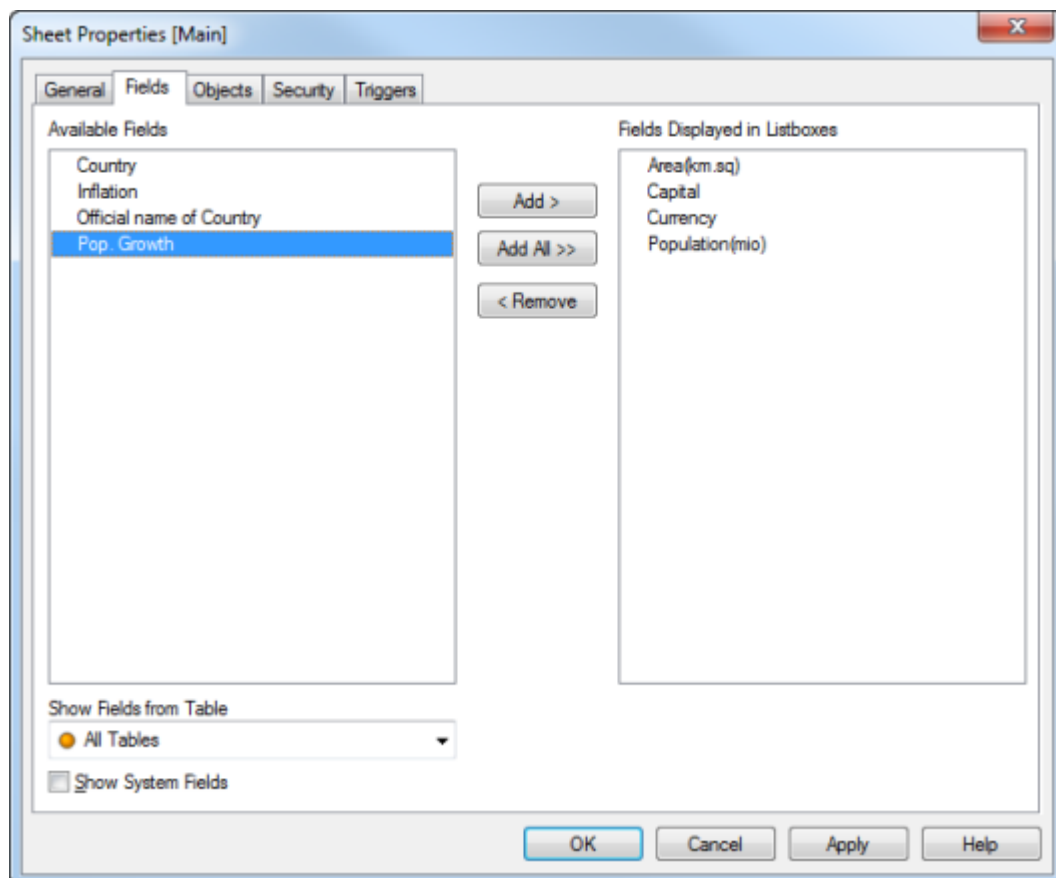 Sheet Properties [Main]
General Fields Objects Security Triggers
Available Fields
Country
Inflation
Official name of Country
Pop. Growth
Add >
Add All >>
< Remove
Fields Displayed in Listboxes
Area(km.sq)
Capital
Currency
Population(mio)
Show Fields from Table
All Tables
Show System Fields
OK Cancel Apply Help